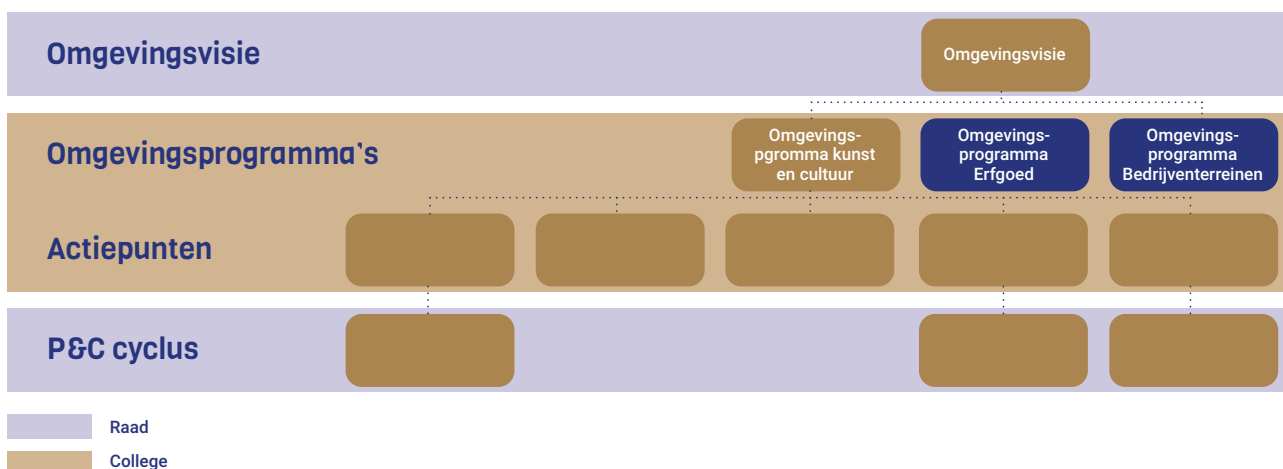 Omgevingsvisie
Omgevingsvisie
Omgevingsprogramma's
Omgevings-
pgromma kunst
en cultuur
Omgevings-
programma
Erfgoed
Omgevings-
programma
Bedrijventerreinen
Actiepunten
P&C cyclus
Raad
College